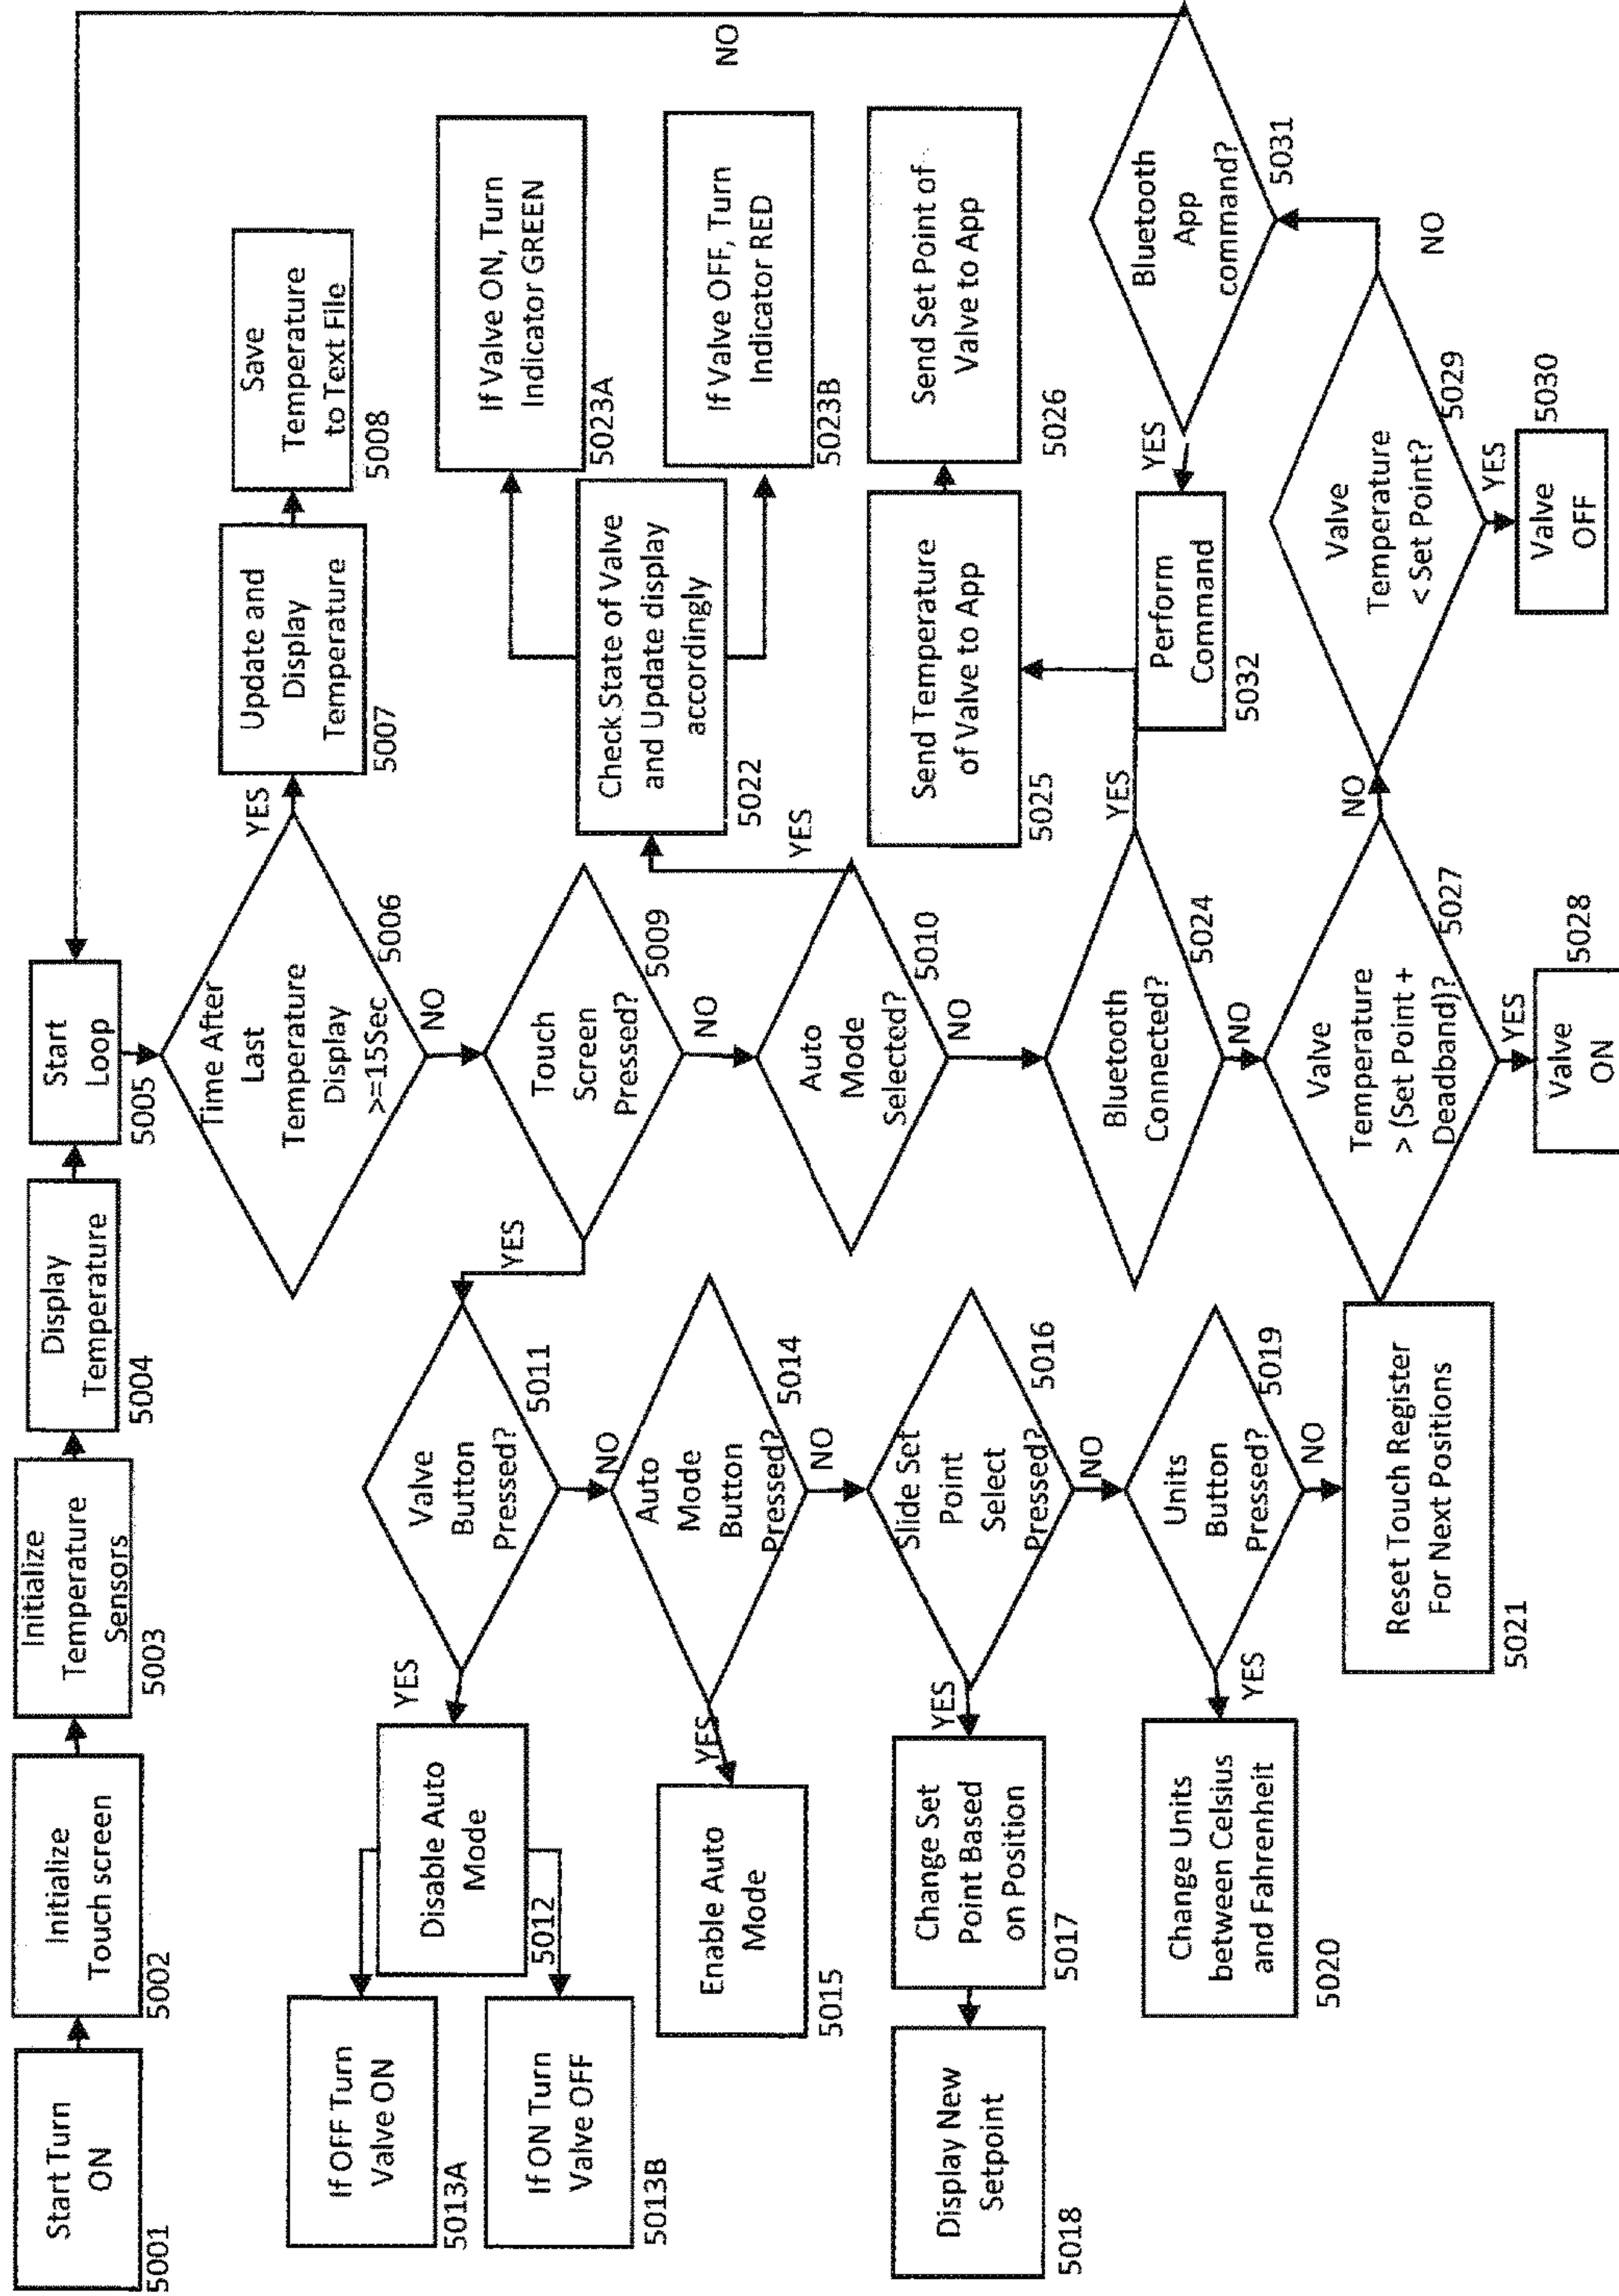 Start Turn
ON
5001
Initialize
Touch screen
5002
Initialize
Temperature
Sensors
5003
Display
Temperature
5004
Start
Loop
5005
Time After
Last
Temperature
Display
>=15Sec
5006
YES
NO
Update and
Display
Temperature
5007
Save
Temperature
to Text File
5008
Touch
Screen
Pressed?
5009
YES
NO
Auto
Mode
Selected?
5010
YES
NO
Valve
Button
Pressed?
5011
YES
NO
Disable Auto
Mode
5012
If OFF Turn
Valve ON
5013A
If ON Turn
Valve OFF
5013B
Auto
Mode
Button
Pressed?
5014
YES
NO
Enable Auto
Mode
5015
Slide Set
Point
Select
Pressed?
5016
YES
NO
Change Set
Point Based
on Position
5017
Display New
Setpoint
5018
Units
Button
Pressed?
5019
YES
NO
Change Units
between Celsius
and Fahrenheit
5020
Reset Touch Register
For Next Positions
5021
Check State of Valve
and Update display
accordingly
5022
If Valve ON, Turn
Indicator GREEN
5023A
If Valve OFF, Turn
Indicator RED
5023B
Bluetooth
Connected?
5024
YES
NO
Send Temperature
of Valve to App
5025
Send Set Point of
Valve to App
5026
Valve
Temperature
> (Set Point +
Deadband)?
5027
YES
NO
Valve
ON
5028
Valve
Temperature
< Set Point?
5029
YES
NO
Valve
OFF
5030
Bluetooth
App
command?
5031
YES
NO
Perform
Command
5032